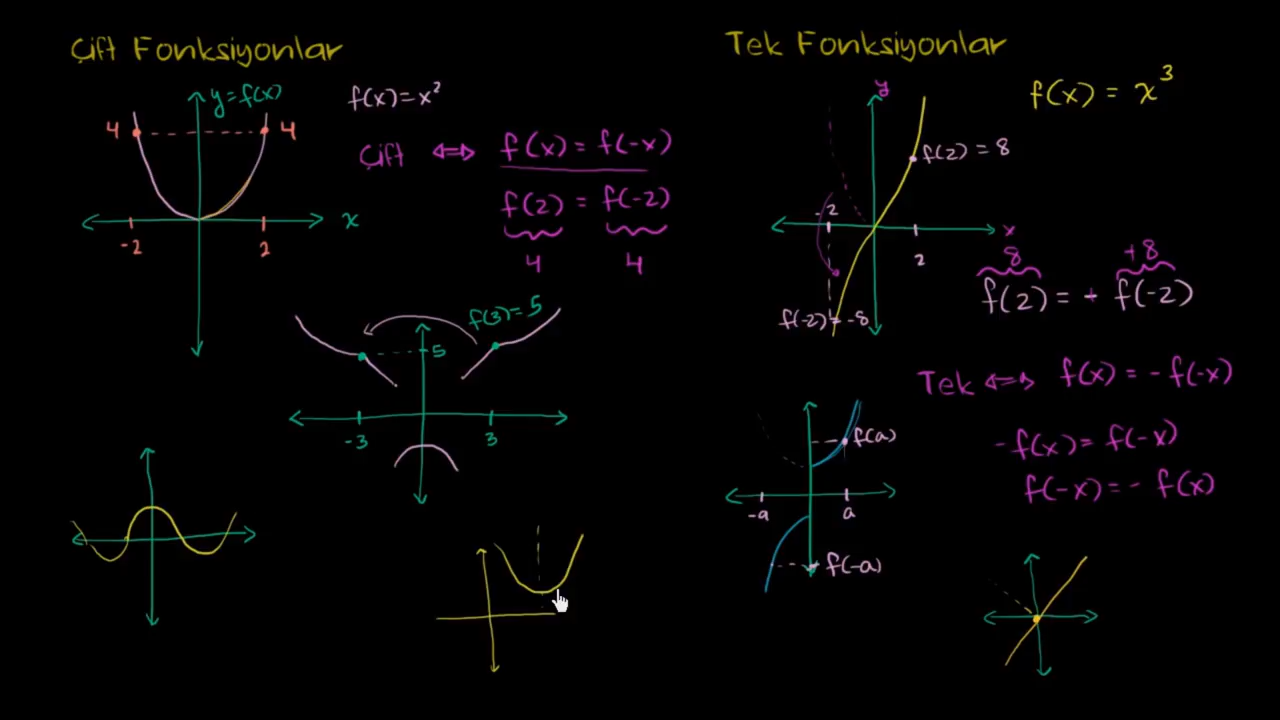 Çift Fonksiyonlar
y=f(x)
f(x)=x²
4
4
Çift ⟺ f(x) = f(-x)
f(2) = f(-2)
4
4
x
-2
2
f(3)=5
5
-3
3
Tek Fonksiyonlar
y
f(x) = x³
f(2) = 8
-2
x
2
8
+8
f(2) = + f(-2)
f(-2) = -8
Tek ⟺ f(x) = -f(-x)
-f(x) = f(-x)
f(-x) = - f(x)
f(a)
-a
a
f(-a)